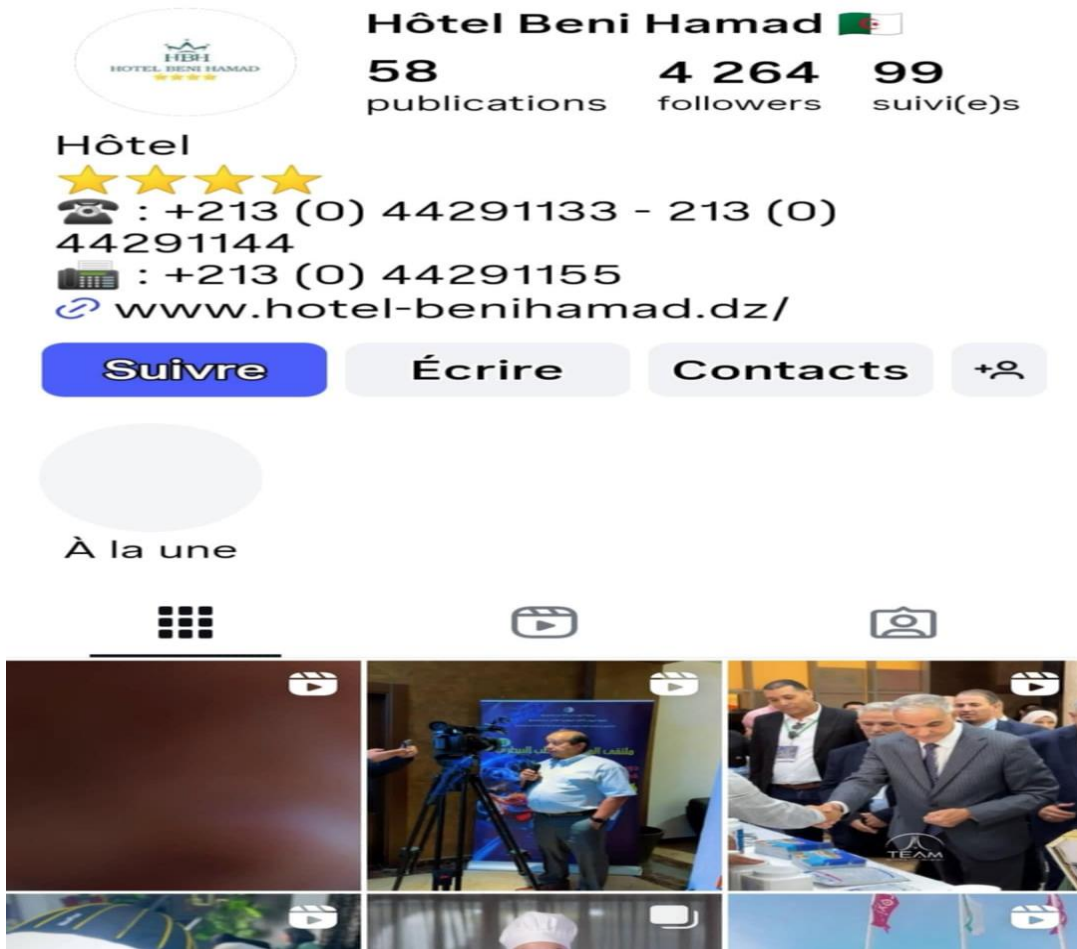 Hôtel Beni Hamad
HBH
HOTEL BENI HAMAD
58
4 264
99
publications
followers
suivi(e)s
Hôtel
: +213 (0) 44291133 - 213 (0)
44291144
: +213 (0) 44291155
www.hotel-benihamad.dz/
Suivre
Écrire
Contacts
À la une
ملتقى
TEAM